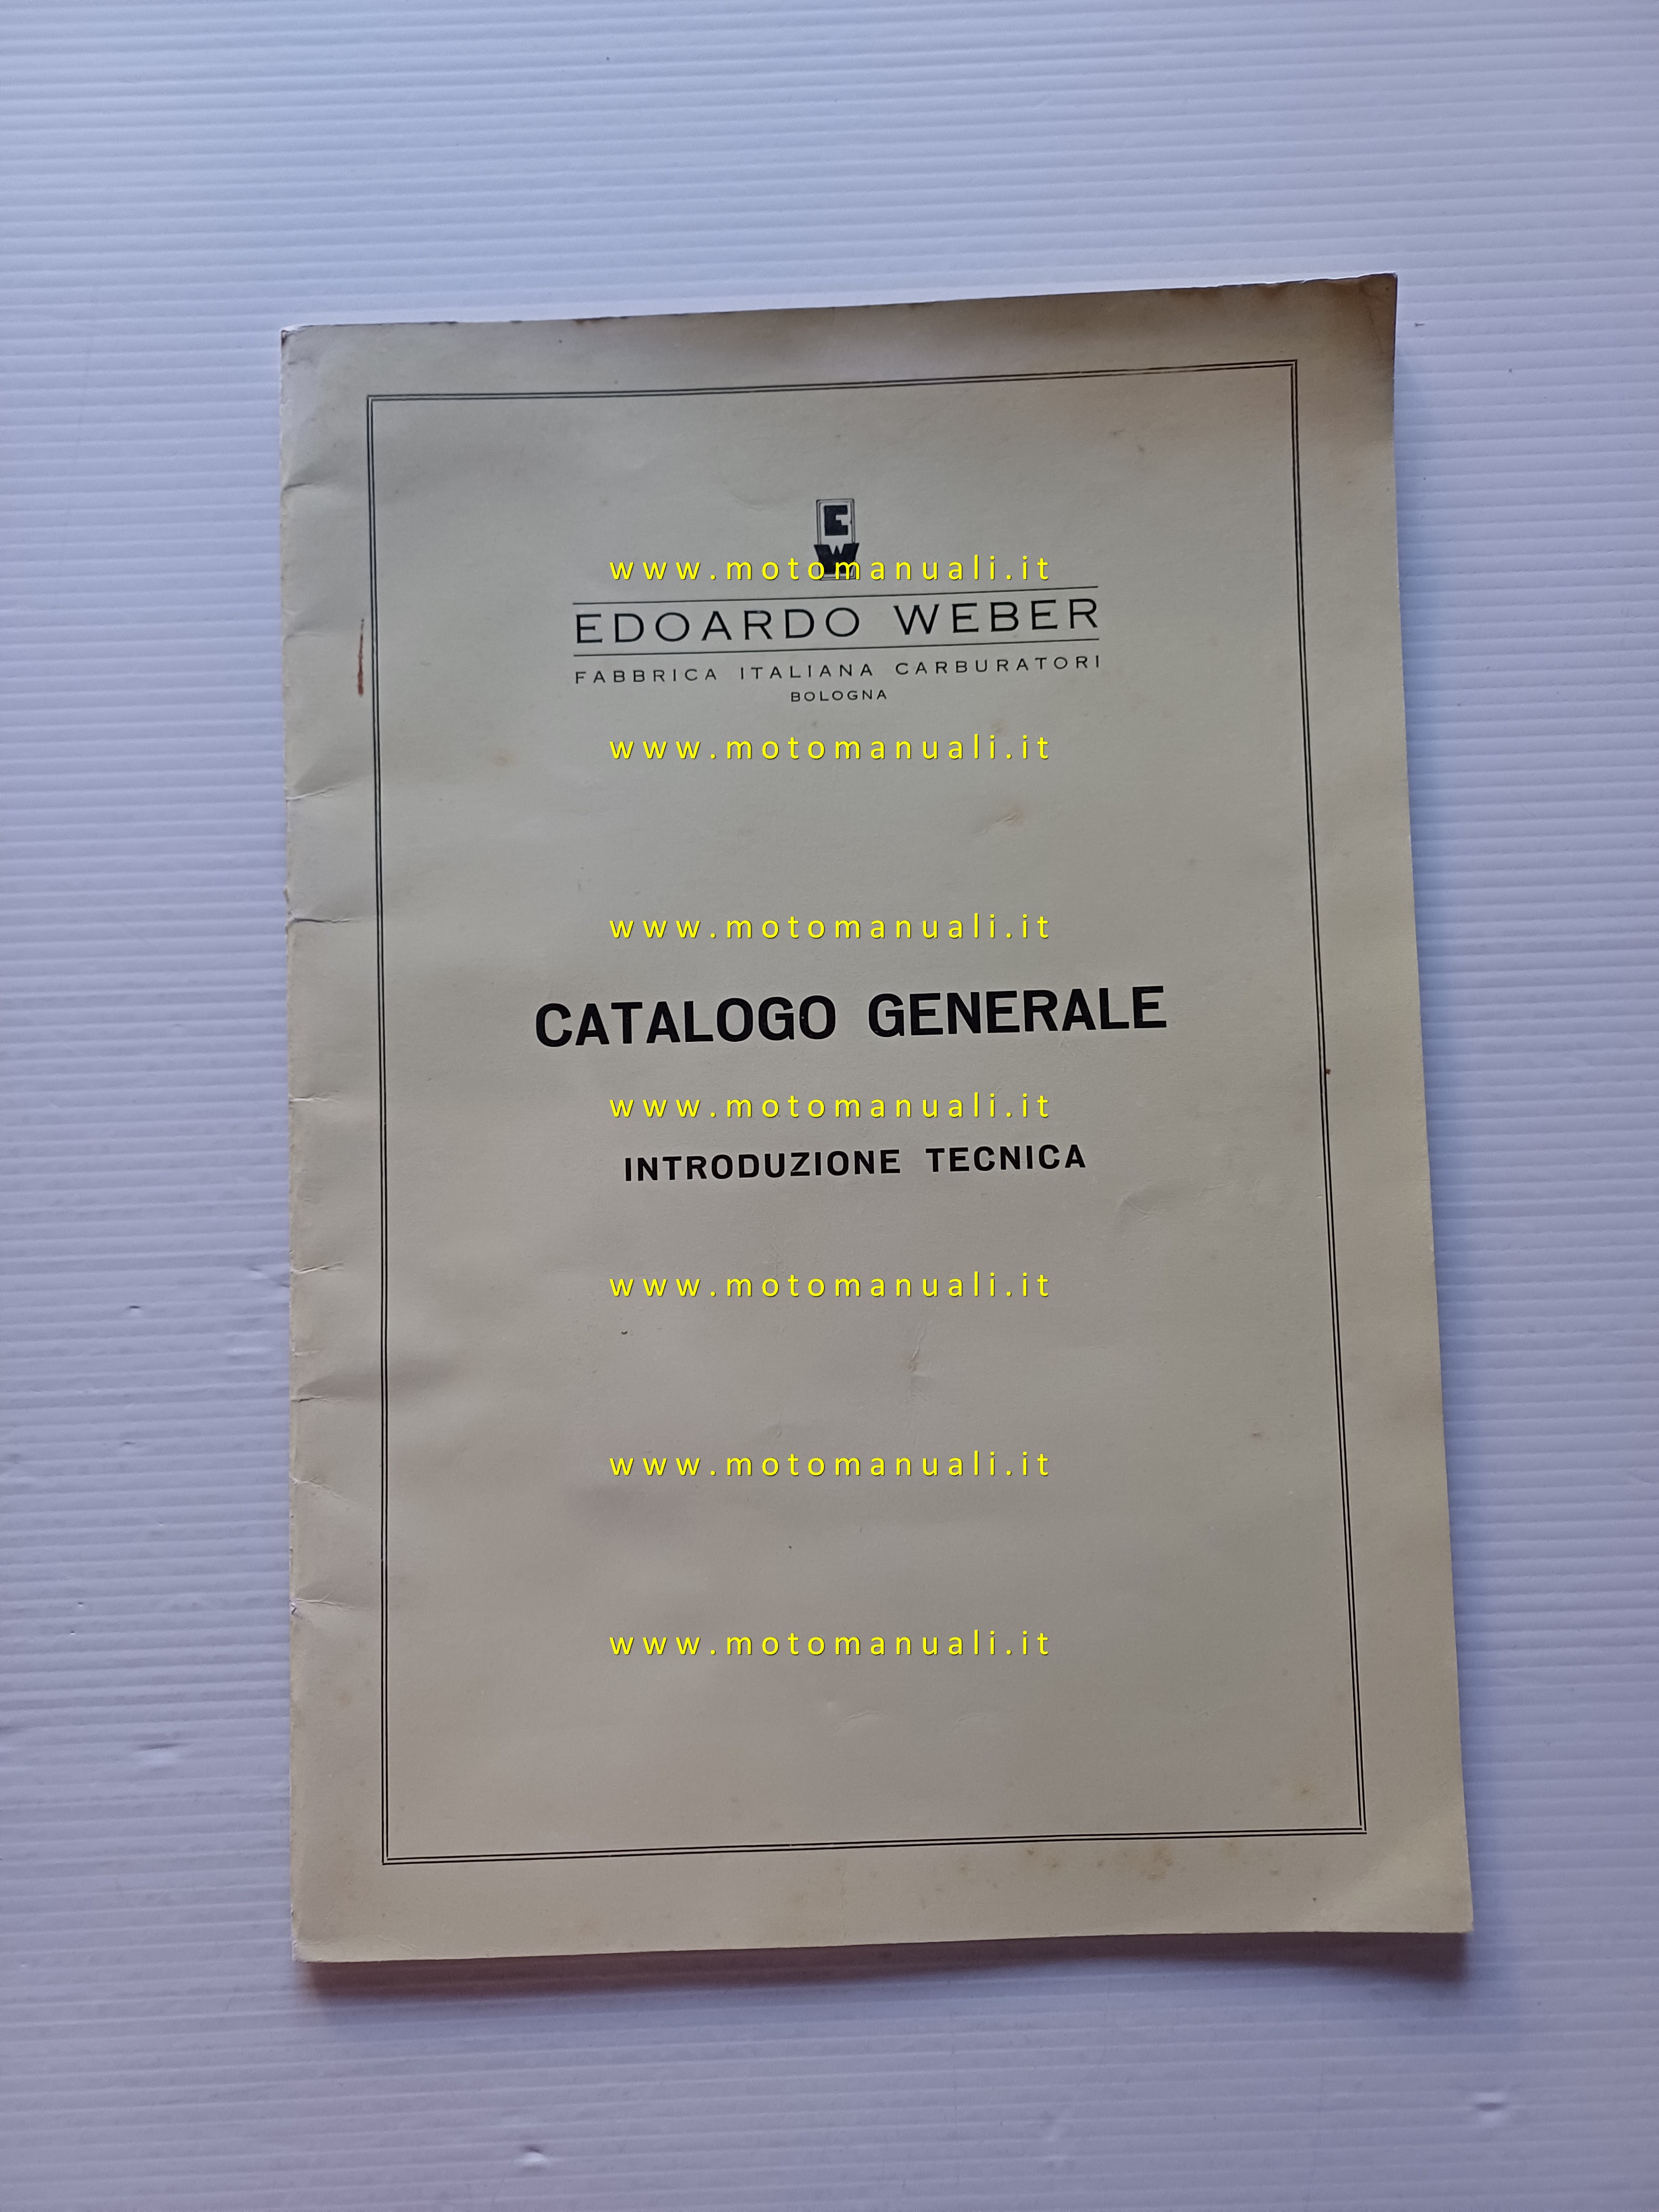 E
W
www.motomanuali.it
EDOARDO WEBER
FABBRICA ITALIANA CARBURATORI
BOLOGNA
www.motomanuali.it
www.motomanuali.it
CATALOGO GENERALE
www.motomanuali.it
INTRODUZIONE TECNICA
www.motomanuali.it
www.motomanuali.it
www.motomanuali.it